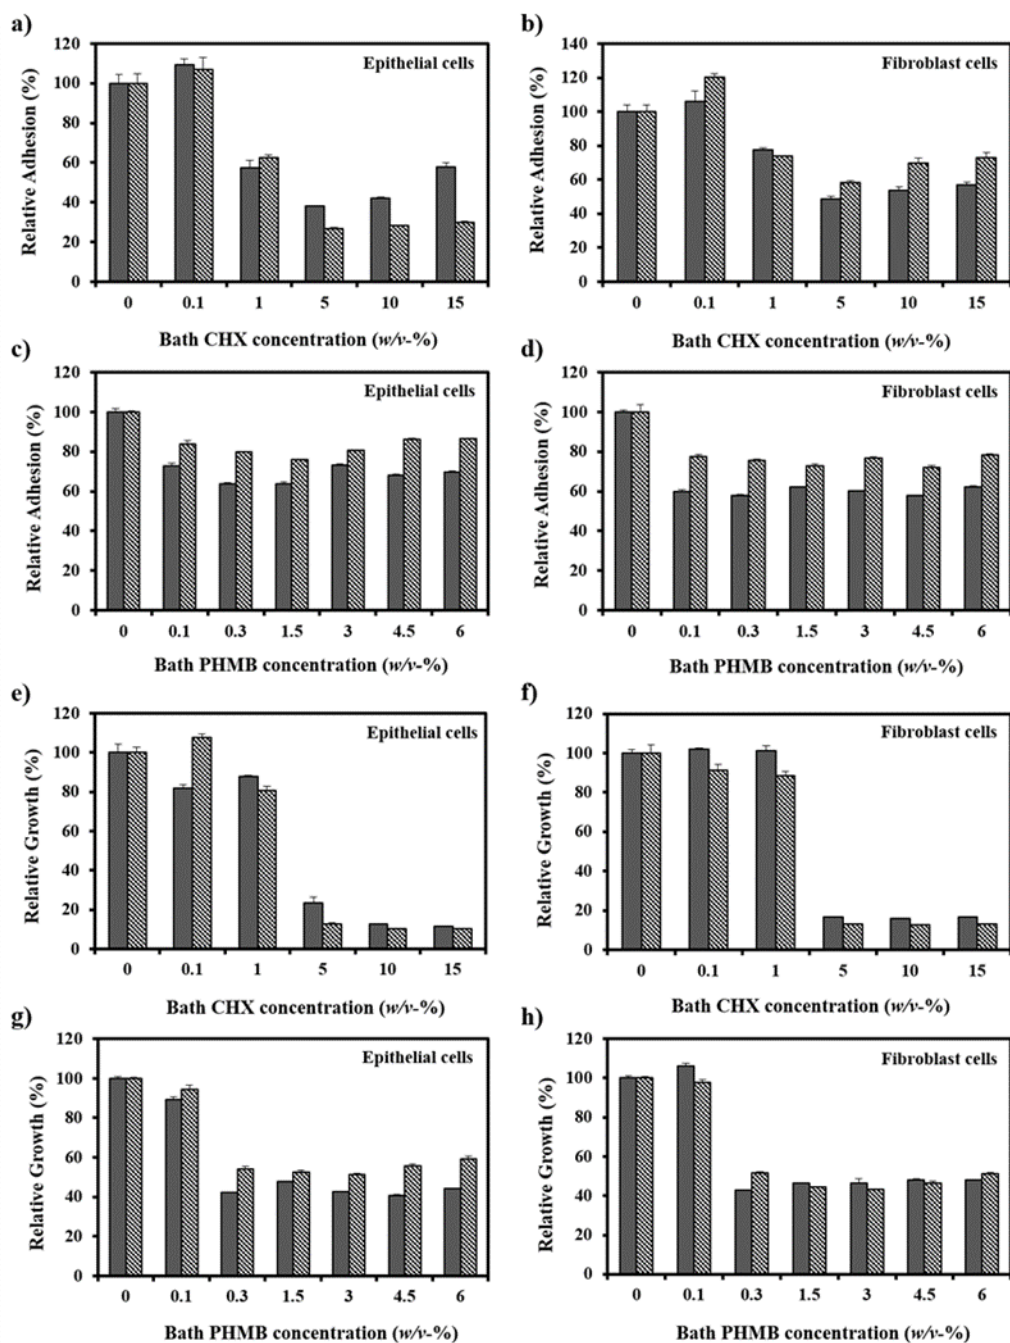 a)
120
100
80
60
40
20
0
Relative Adhesion (%)
Epithelial cells
0 0.1 1 5 10 15
Bath CHX concentration (w/v-%)
b)
140
120
100
80
60
40
20
0
Relative Adhesion (%)
Fibroblast cells
0 0.1 1 5 10 15
Bath CHX concentration (w/v-%)
c)
120
100
80
60
40
20
0
Relative Adhesion (%)
Epithelial cells
0 0.1 0.3 1.5 3 4.5 6
Bath PHMB concentration (w/v-%)
d)
120
100
80
60
40
20
0
Relative Adhesion (%)
Fibroblast cells
0 0.1 0.3 1.5 3 4.5 6
Bath PHMB concentration (w/v-%)
e)
120
100
80
60
40
20
0
Relative Growth (%)
Epithelial cells
0 0.1 1 5 10 15
Bath CHX concentration (w/v-%)
f)
120
100
80
60
40
20
0
Relative Growth (%)
Fibroblast cells
0 0.1 1 5 10 15
Bath CHX concentration (w/v-%)
g)
120
100
80
60
40
20
0
Relative Growth (%)
Epithelial cells
0 0.1 0.3 1.5 3 4.5 6
Bath PHMB concentration (w/v-%)
h)
120
100
80
60
40
20
0
Relative Growth (%)
Fibroblast cells
0 0.1 0.3 1.5 3 4.5 6
Bath PHMB concentration (w/v-%)